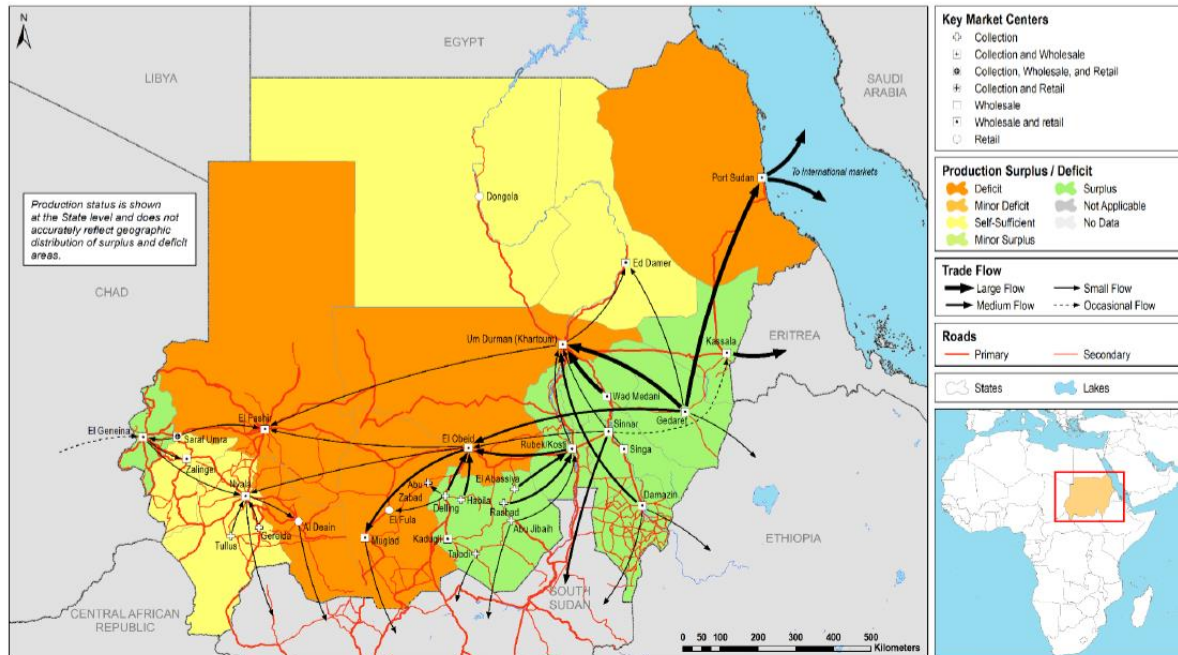 N
LIBYA
EGYPT
SAUDI
ARABIA
CHAD
ERITREA
ETHIOPIA
SOUTH
SUDAN
CENTRAL AFRICAN
REPUBLIC
Production status is shown
at the State level and does not
accurately reflect geographic
distribution of surplus and deficit
areas.
Port Sudan
To International markets
Dongola
Ed Damer
Um Durman (Khartoum)
Kassala
Wad Medani
Gedaref
Sinnar
Singa
El Fashir
El Geneina
Saraf Umra
Zalingei
Nyala
El Obeid
Rubek/Kosti
Abu
Zabad
El Abassiya
Habila
Delling
Rashad
El Fula
Abu Jibaih
Damazin
Al Deain
Gereida
Tullus
Muglad
Kadugli
Talodi
0 50 100 200 300 400 500
Kilometers
Key Market Centers
Collection
Collection and Wholesale
Collection, Wholesale, and Retail
Collection and Retail
Wholesale
Wholesale and retail
Retail
Production Surplus / Deficit
Deficit
Surplus
Minor Deficit
Not Applicable
Self-Sufficient
No Data
Minor Surplus
Trade Flow
Large Flow
Small Flow
Medium Flow
Occasional Flow
Roads
Primary
Secondary
States
Lakes